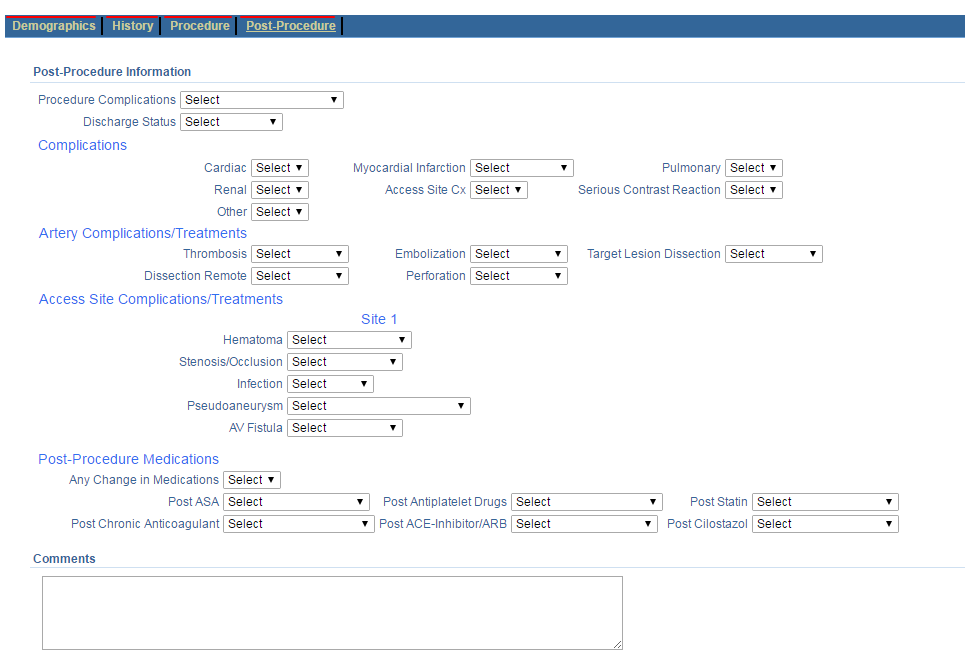 Demographics History Procedure Post-Procedure
Post-Procedure Information
Procedure Complications Select
Discharge Status Select
Complications
Cardiac Select Myocardial Infarction Select Pulmonary Select
Renal Select Access Site Cx Select Serious Contrast Reaction Select
Other Select
Artery Complications/Treatments
Thrombosis Select Embolization Select Target Lesion Dissection Select
Dissection Remote Select Perforation Select
Access Site Complications/Treatments
Site 1
Hematoma Select
Stenosis/Occlusion Select
Infection Select
Pseudoaneurysm Select
AV Fistula Select
Post-Procedure Medications
Any Change in Medications Select
Post ASA Select Post Antiplatelet Drugs Select Post Statin Select
Post Chronic Anticoagulant Select Post ACE-Inhibitor/ARB Select Post Cilostazol Select
Comments